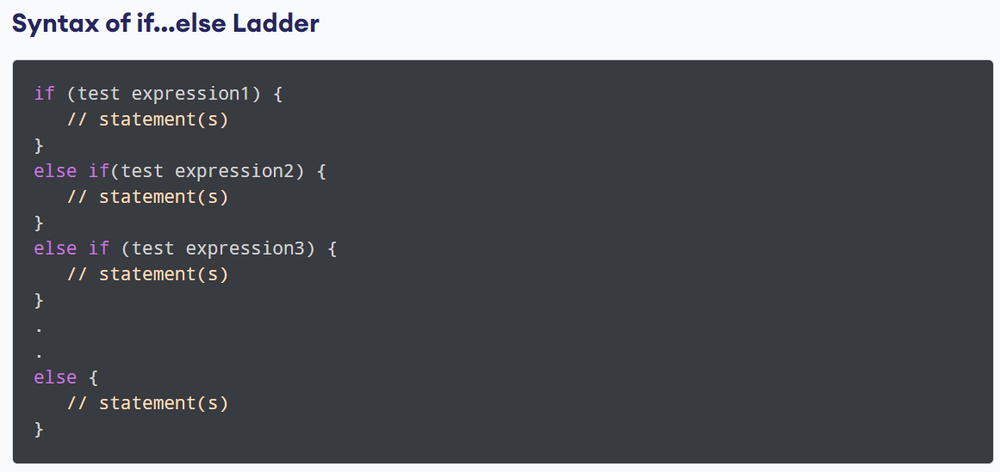 Syntax of if...else Ladder
if (test expression1) {
   // statement(s)
}
else if(test expression2) {
   // statement(s)
}
else if (test expression3) {
   // statement(s)
}
.
.
else {
   // statement(s)
}